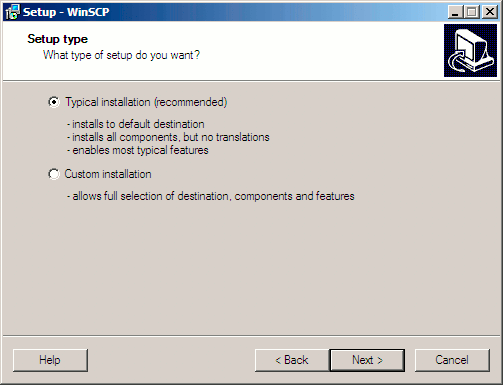 Setup - WinSCP
Setup type
What type of setup do you want?
Typical installation (recommended)
- installs to default destination
- installs all components, but no translations
- enables most typical features
Custom installation
- allows full selection of destination, components and features
Help
< Back
Next >
Cancel